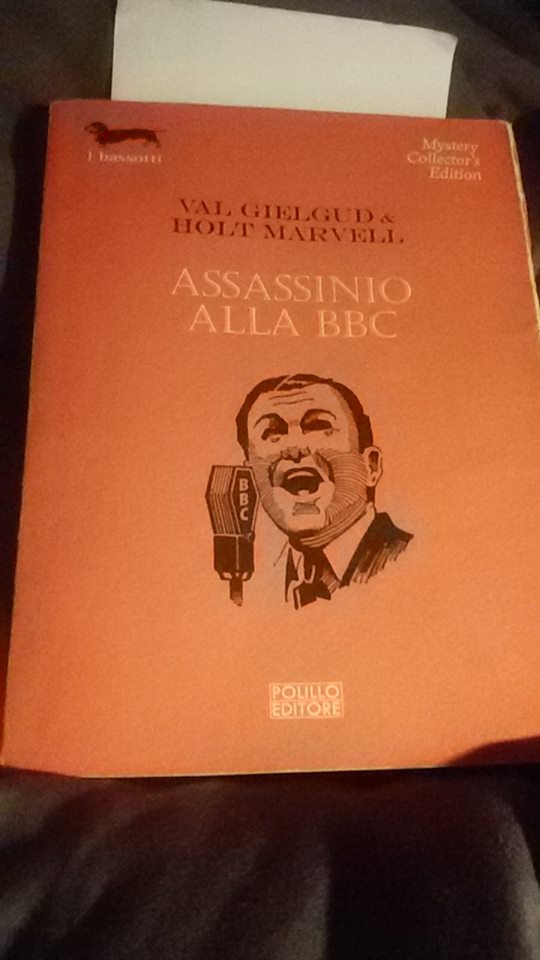 I bassotti
Mystery
Collector's
Edition
VAL GIELGUD &
HOLT MARVELL
ASSASSINIO
ALLA BBC
BBC
POLILLO
EDITORE